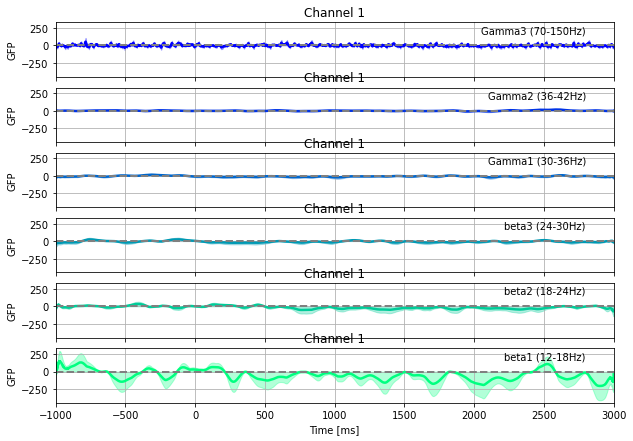 Channel 1
250
0
−250
GFP
Gamma3 (70-150Hz)
Channel 1
250
0
−250
GFP
Gamma2 (36-42Hz)
Channel 1
250
0
−250
GFP
Gamma1 (30-36Hz)
Channel 1
250
0
−250
GFP
beta3 (24-30Hz)
Channel 1
250
0
−250
GFP
beta2 (18-24Hz)
Channel 1
250
0
−250
GFP
beta1 (12-18Hz)
−1000 −500 0 500 1000 1500 2000 2500 3000
Time [ms]